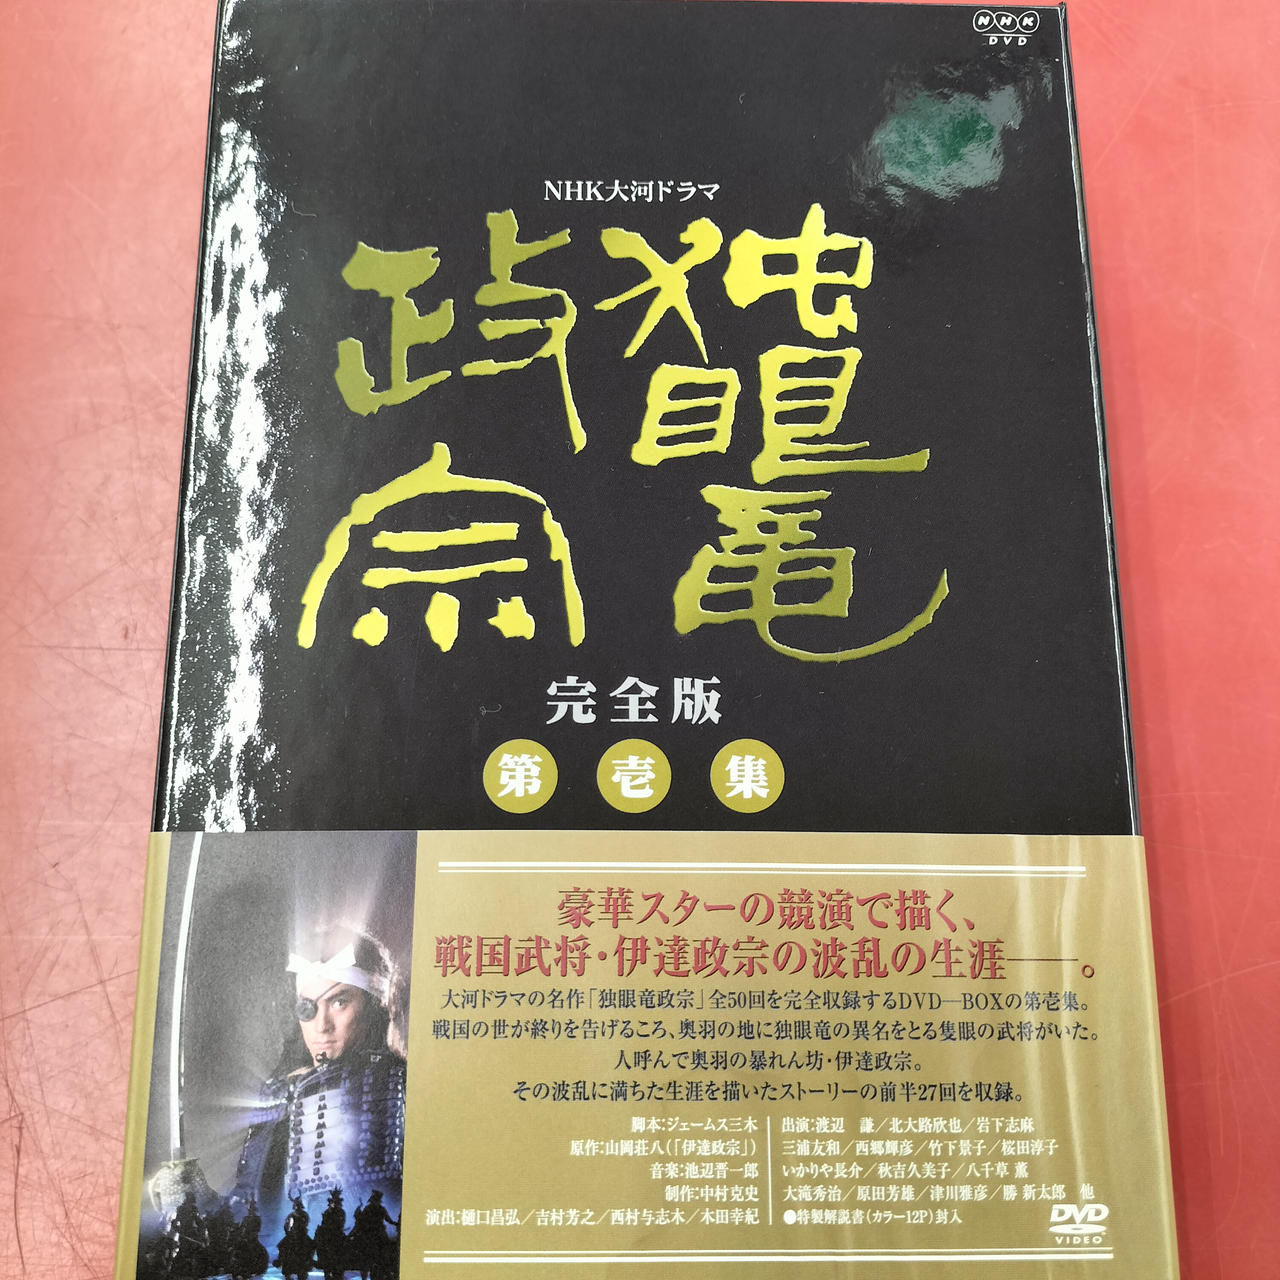 NHK
DVD
NHK大河ドラマ
独眼竜
政宗
完全版
第壱集
豪華スターの競演で描く、
戦国武将・伊達政宗の波乱の生涯──。
大河ドラマの名作「独眼竜政宗」全50回を完全収録するDVD―BOXの第壱集。
戦国の世が終りを告げるころ、奥羽の地に独眼竜の異名をとる隻眼の武将がいた。
人呼んで奥羽の暴れん坊・伊達政宗。
その波乱に満ちた生涯を描いたストーリーの前半27回を収録。
脚本:ジェームス三木
原作:山岡荘八(「伊達政宗」)
音楽:池辺晋一郎
制作:中村克史
演出:樋口昌弘/吉村芳之/西村与志木/木田幸紀
出演:渡辺 謙/北大路欣也/岩下志麻
三浦友和/西郷輝彦/竹下景子/桜田淳子
いかりや長介/秋吉久美子/八千草 薫
大滝秀治/原田芳雄/津川雅彦/勝 新太郎 他
●特製解説書(カラー12P)封入
DVD
VIDEO